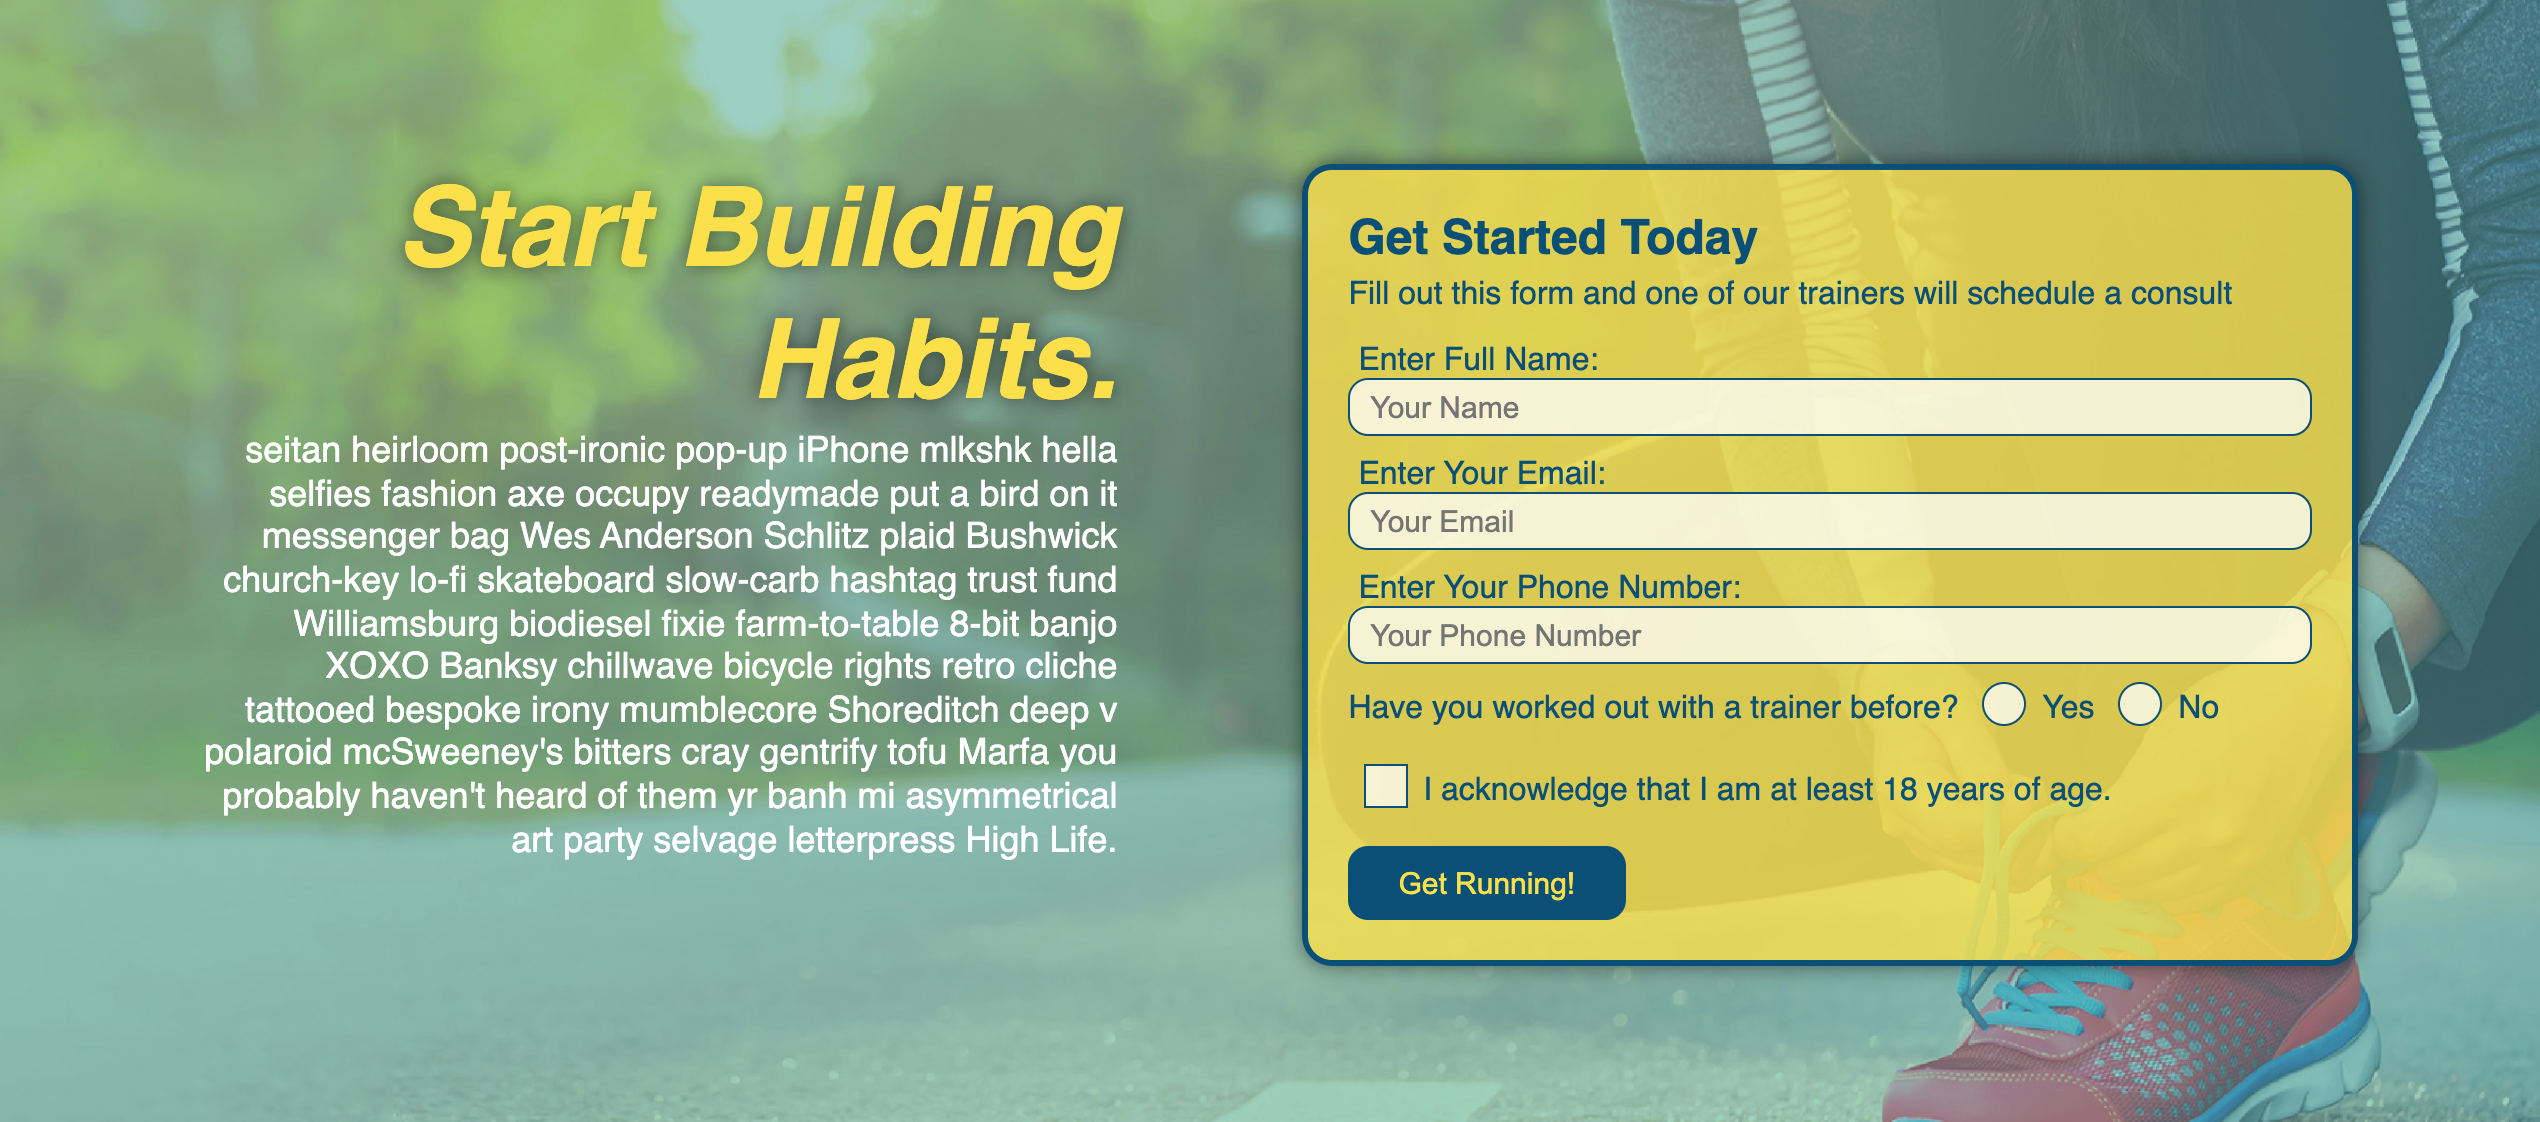 Start Building
Habits.
seitan heirloom post-ironic pop-up iPhone mlkshk hella
selfies fashion axe occupy readymade put a bird on it
messenger bag Wes Anderson Schlitz plaid Bushwick
church-key lo-fi skateboard slow-carb hashtag trust fund
Williamsburg biodiesel fixie farm-to-table 8-bit banjo
XOXO Banksy chillwave bicycle rights retro cliche
tattooed bespoke irony mumblecore Shoreditch deep v
polaroid mcSweeney's bitters cray gentrify tofu Marfa you
probably haven't heard of them yr banh mi asymmetrical
art party selvage letterpress High Life.
Get Started Today
Fill out this form and one of our trainers will schedule a consult
Enter Full Name:
Your Name
Enter Your Email:
Your Email
Enter Your Phone Number:
Your Phone Number
Have you worked out with a trainer before? Yes No
I acknowledge that I am at least 18 years of age.
Get Running!